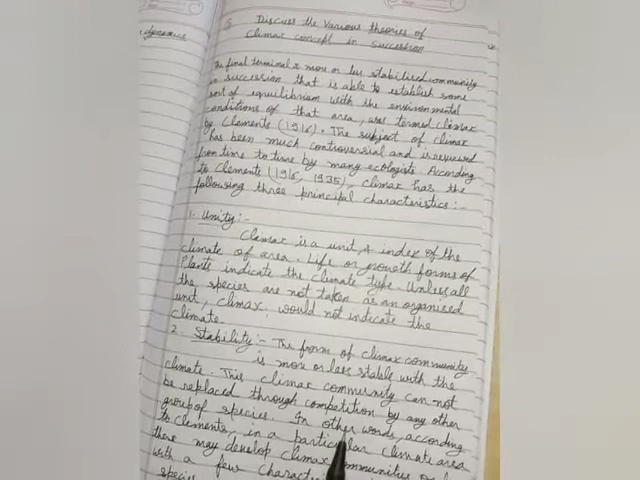 dynamics
5 Discuss the various theories of
Climax concept in succession
The final terminal & more or less stabilised community
in succession that is able to establish some
sort of equilibrium with the environmental
conditions of that area, was termed climax
by Clements (1916). The subject of climax
has been much controversial and is reviewed
from time to time by many ecologists. According
to Clements (1916, 1935), climax has the
following three principal characteristics:-
1. Unity:-
Climax is a unit, & index of the
climate of area. Life or growth forms of
Plants indicate the climate type. Unless all
the species are not taken as an organised
unit, climax, would not indicate the
climate.
2. Stability:- The form of climax community
is more or less stable with the
climate. This climax community can not
be replaced through competition by any other
group of species. In other words, according
to Clements, in a particular climatic area
there may develop climax communities
with a few
species